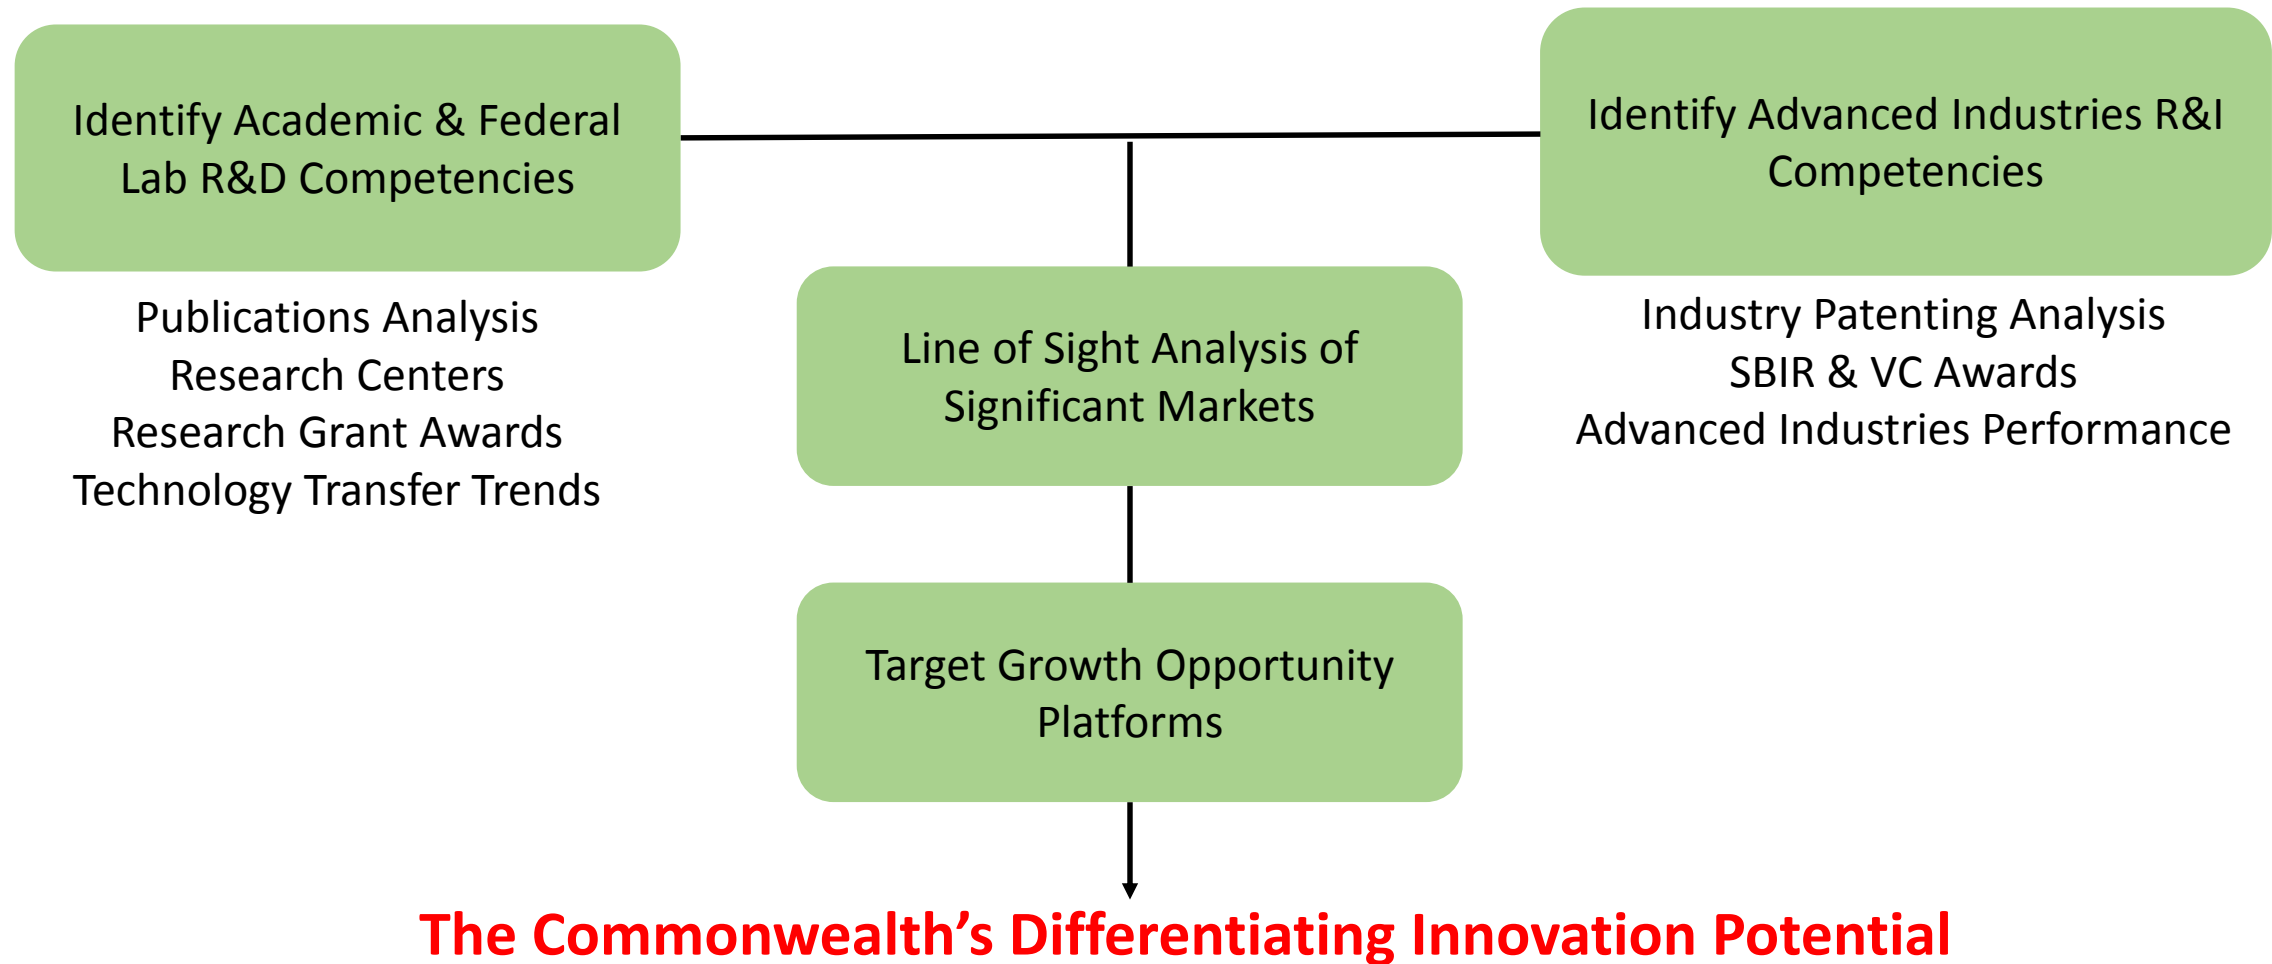 Identify Academic & Federal
Lab R&D Competencies
Publications Analysis
Research Centers
Research Grant Awards
Technology Transfer Trends
Identify Advanced Industries R&I
Competencies
Industry Patenting Analysis
SBIR & VC Awards
Advanced Industries Performance
Line of Sight Analysis of
Significant Markets
Target Growth Opportunity
Platforms
The Commonwealth’s Differentiating Innovation Potential